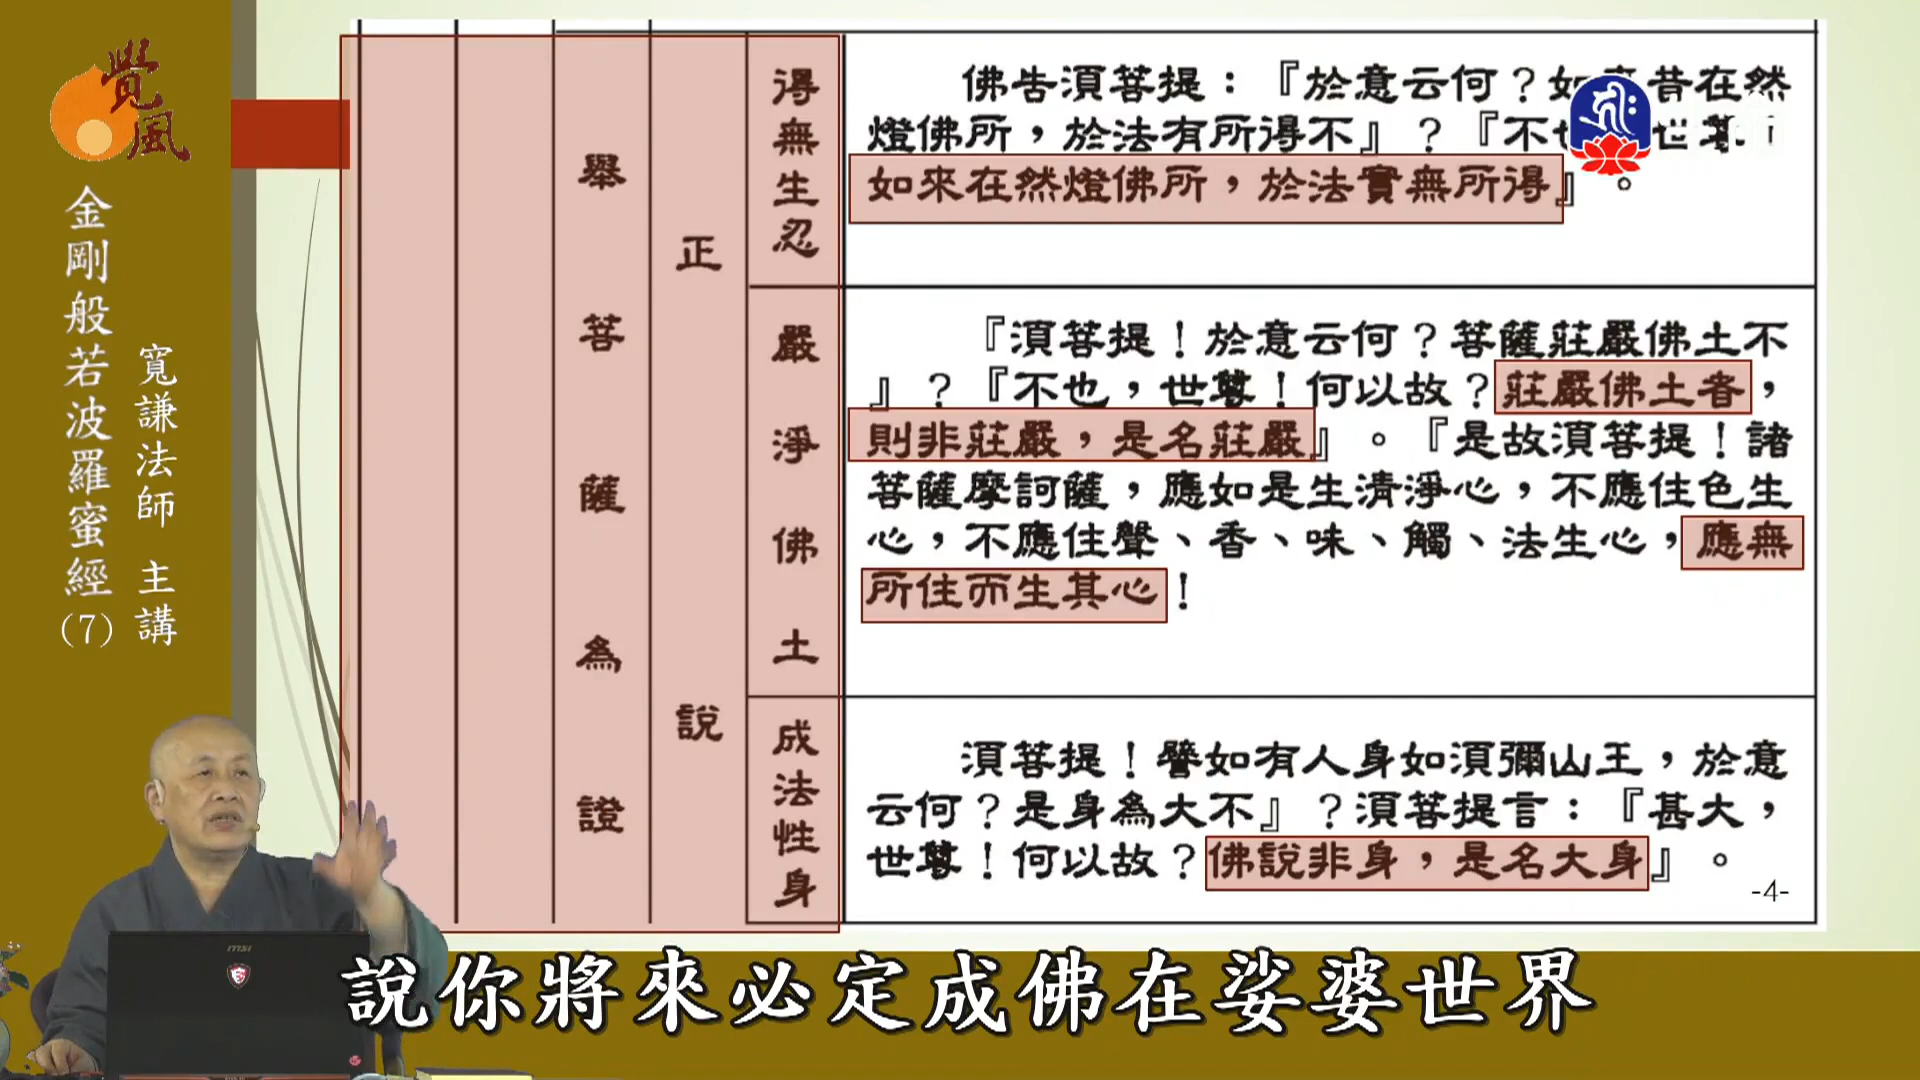 覺風
金剛般若波羅蜜經(7)
寬謙法師 主講
舉菩薩為證
正說
得無生忍
佛告須菩提：『於意云何？如來昔在然
燈佛所，於法有所得不』？『不也，世尊！
如來在然燈佛所，於法實無所得』。
嚴淨佛土
『須菩提！於意云何？菩薩莊嚴佛土不
』？『不也，世尊！何以故？莊嚴佛土者，
則非莊嚴，是名莊嚴』。『是故須菩提！諸
菩薩摩訶薩，應如是生清淨心，不應住色生
心，不應住聲、香、味、觸、法生心，應無
所住而生其心！
成法性身
須菩提！譬如有人身如須彌山王，於意
云何？是身為大不』？須菩提言：『甚大，
世尊！何以故？佛說非身，是名大身』。
-4-
msi
說你將來必定成佛在娑婆世界